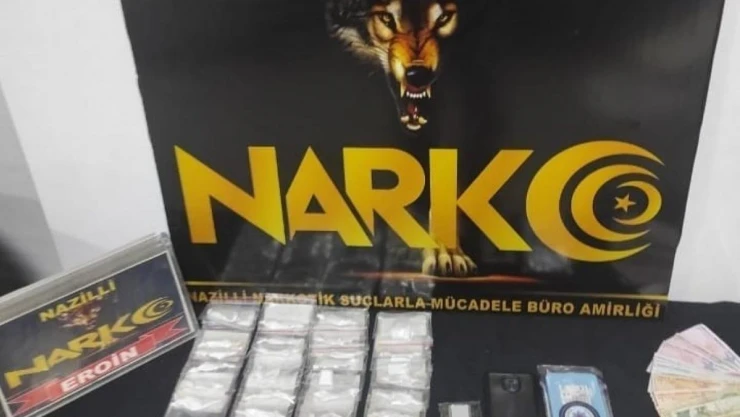 NARKO
NAZİLLİ NARKOTİK SUÇLARLA MÜCADELE BÜRO AMİRLİĞİ
NAZİLLİ
NARKO
EROİN